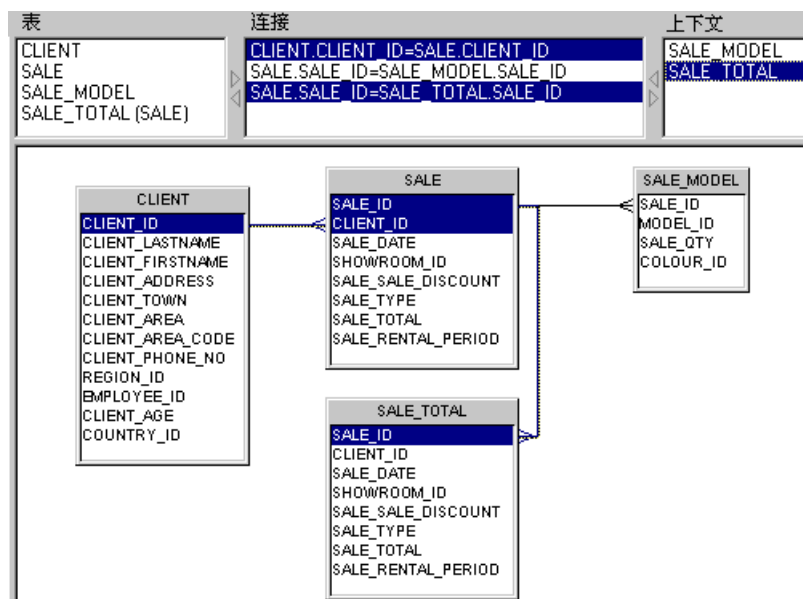 表
CLIENT
SALE
SALE_MODEL
SALE_TOTAL (SALE)
连接
CLIENT.CLIENT_ID=SALE.CLIENT_ID
SALE.SALE_ID=SALE_MODEL.SALE_ID
SALE.SALE_ID=SALE_TOTAL.SALE_ID
上下文
SALE_MODEL
SALE_TOTAL
CLIENT
CLIENT_ID
CLIENT_LASTNAME
CLIENT_FIRSTNAME
CLIENT_ADDRESS
CLIENT_TOWN
CLIENT_AREA
CLIENT_AREA_CODE
CLIENT_PHONE_NO
REGION_ID
EMPLOYEE_ID
CLIENT_AGE
COUNTRY_ID
SALE
SALE_ID
CLIENT_ID
SALE_DATE
SHOWROOM_ID
SALE_SALE_DISCOUNT
SALE_TYPE
SALE_TOTAL
SALE_RENTAL_PERIOD
SALE_MODEL
SALE_ID
MODEL_ID
SALE_QTY
COLOUR_ID
SALE_TOTAL
SALE_ID
CLIENT_ID
SALE_DATE
SHOWROOM_ID
SALE_SALE_DISCOUNT
SALE_TYPE
SALE_TOTAL
SALE_RENTAL_PERIOD